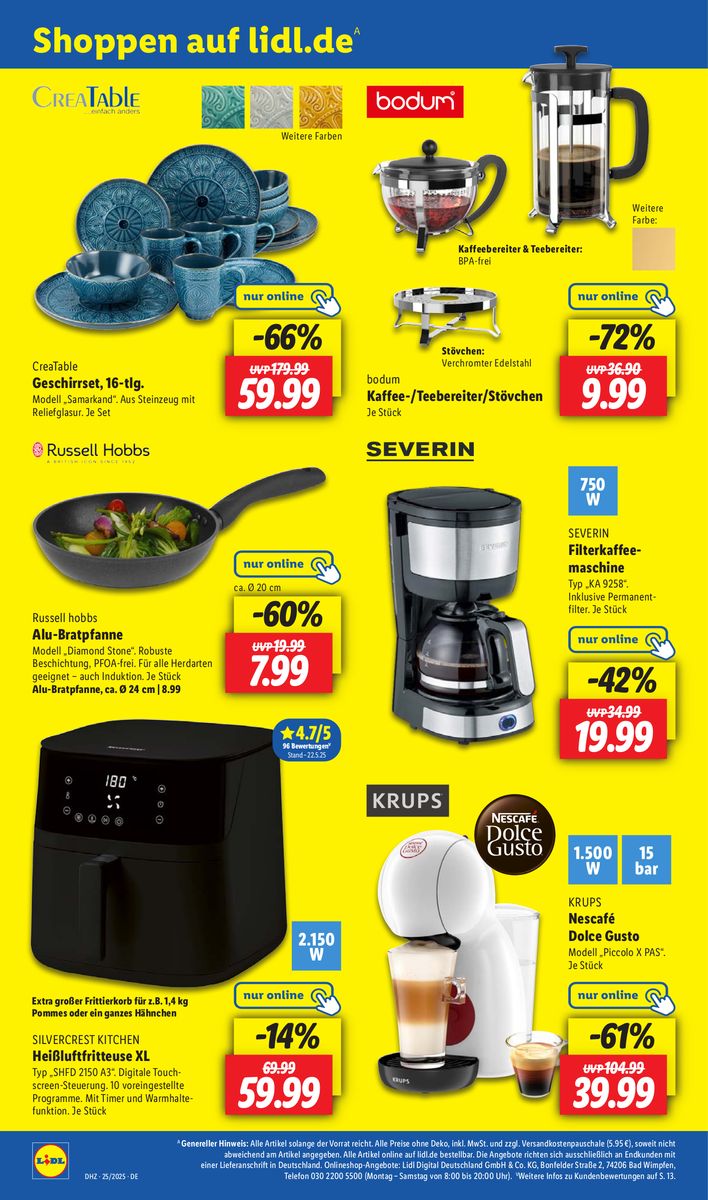 Shoppen auf lidl.de^A
CREATABLE
...einfach anders
Weitere Farben
bodum®
Weitere
Farbe:
Kaffeebereiter & Teebereiter:
BPA-frei
nur online
-66%
UVP 179.99
59.99
CreaTable
Geschirrset, 16-tlg.
Modell „Samarkand“. Aus Steinzeug mit
Reliefglasur. Je Set
Stövchen:
Verchromter Edelstahl
nur online
-72%
UVP 36.90
9.99
bodum
Kaffee-/Teebereiter/Stövchen
Je Stück
Russell Hobbs
A BRITISH ICON SINCE 1952
nur online
ca. Ø 20 cm
-60%
UVP 19.99
7.99
Russell hobbs
Alu-Bratpfanne
Modell „Diamond Stone“. Robuste
Beschichtung, PFOA-frei. Für alle Herdarten
geeignet – auch Induktion. Je Stück
Alu-Bratpfanne, ca. Ø 24 cm | 8.99
SEVERIN
SEVERIN
750
W
SEVERIN
Filterkaffee-
maschine
Typ „KA 9258“.
Inklusive Permanent-
filter. Je Stück
nur online
-42%
UVP 34.99
19.99
SILVERCREST
180 °C
4.7/5
96 Bewertungen¹
Stand – 22.5.25
2.150
W
Extra großer Frittierkorb für z.B. 1,4 kg
Pommes oder ein ganzes Hähnchen
nur online
-14%
69.99
59.99
SILVERCREST KITCHEN
Heißluftfritteuse XL
Typ „SHFD 2150 A3“. Digitale Touch-
screen-Steuerung. 10 voreingestellte
Programme. Mit Timer und Warmhalte-
funktion. Je Stück
KRUPS
NESCAFÉ
Dolce
Gusto
KRUPS
1.500
W
15
bar
KRUPS
Nescafé
Dolce Gusto
Modell „Piccolo X PAS“.
Je Stück
nur online
-61%
UVP 104.99
39.99
LIDL
DHZ · 25/2025 · DE
^A Genereller Hinweis: Alle Artikel solange der Vorrat reicht. Alle Preise ohne Deko, inkl. MwSt. und zzgl. Versandkostenpauschale (5.95 €), soweit nicht
abweichend am Artikel angegeben. Alle Artikel online auf lidl.de bestellbar. Die Angebote richten sich ausschließlich an Endkunden mit
einer Lieferanschrift in Deutschland. Onlineshop-Angebote: Lidl Digital Deutschland GmbH & Co. KG, Bonfelder Straße 2, 74206 Bad Wimpfen,
Telefon 030 2200 5500 (Montag – Samstag von 8:00 bis 20:00 Uhr). ¹Weitere Infos zu Kundenbewertungen auf S. 13.